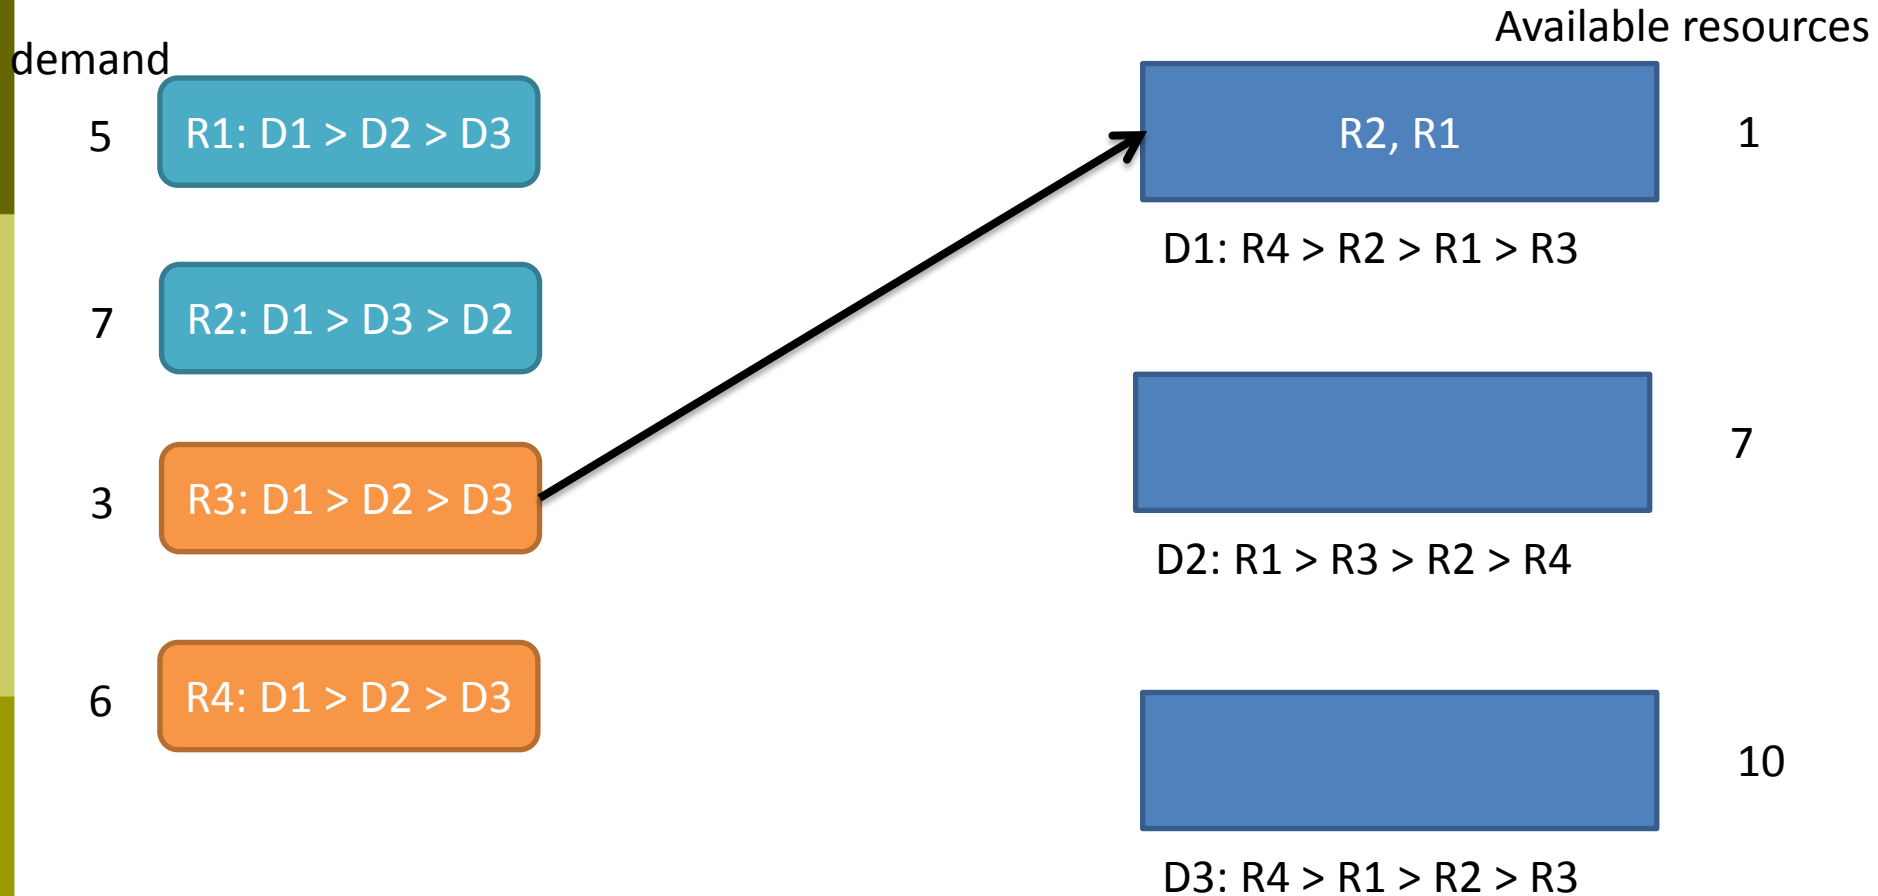 Available resources
demand
5
R1: D1 > D2 > D3
R2, R1
1
D1: R4 > R2 > R1 > R3
7
R2: D1 > D3 > D2
7
3
R3: D1 > D2 > D3
D2: R1 > R3 > R2 > R4
6
R4: D1 > D2 > D3
10
D3: R4 > R1 > R2 > R3